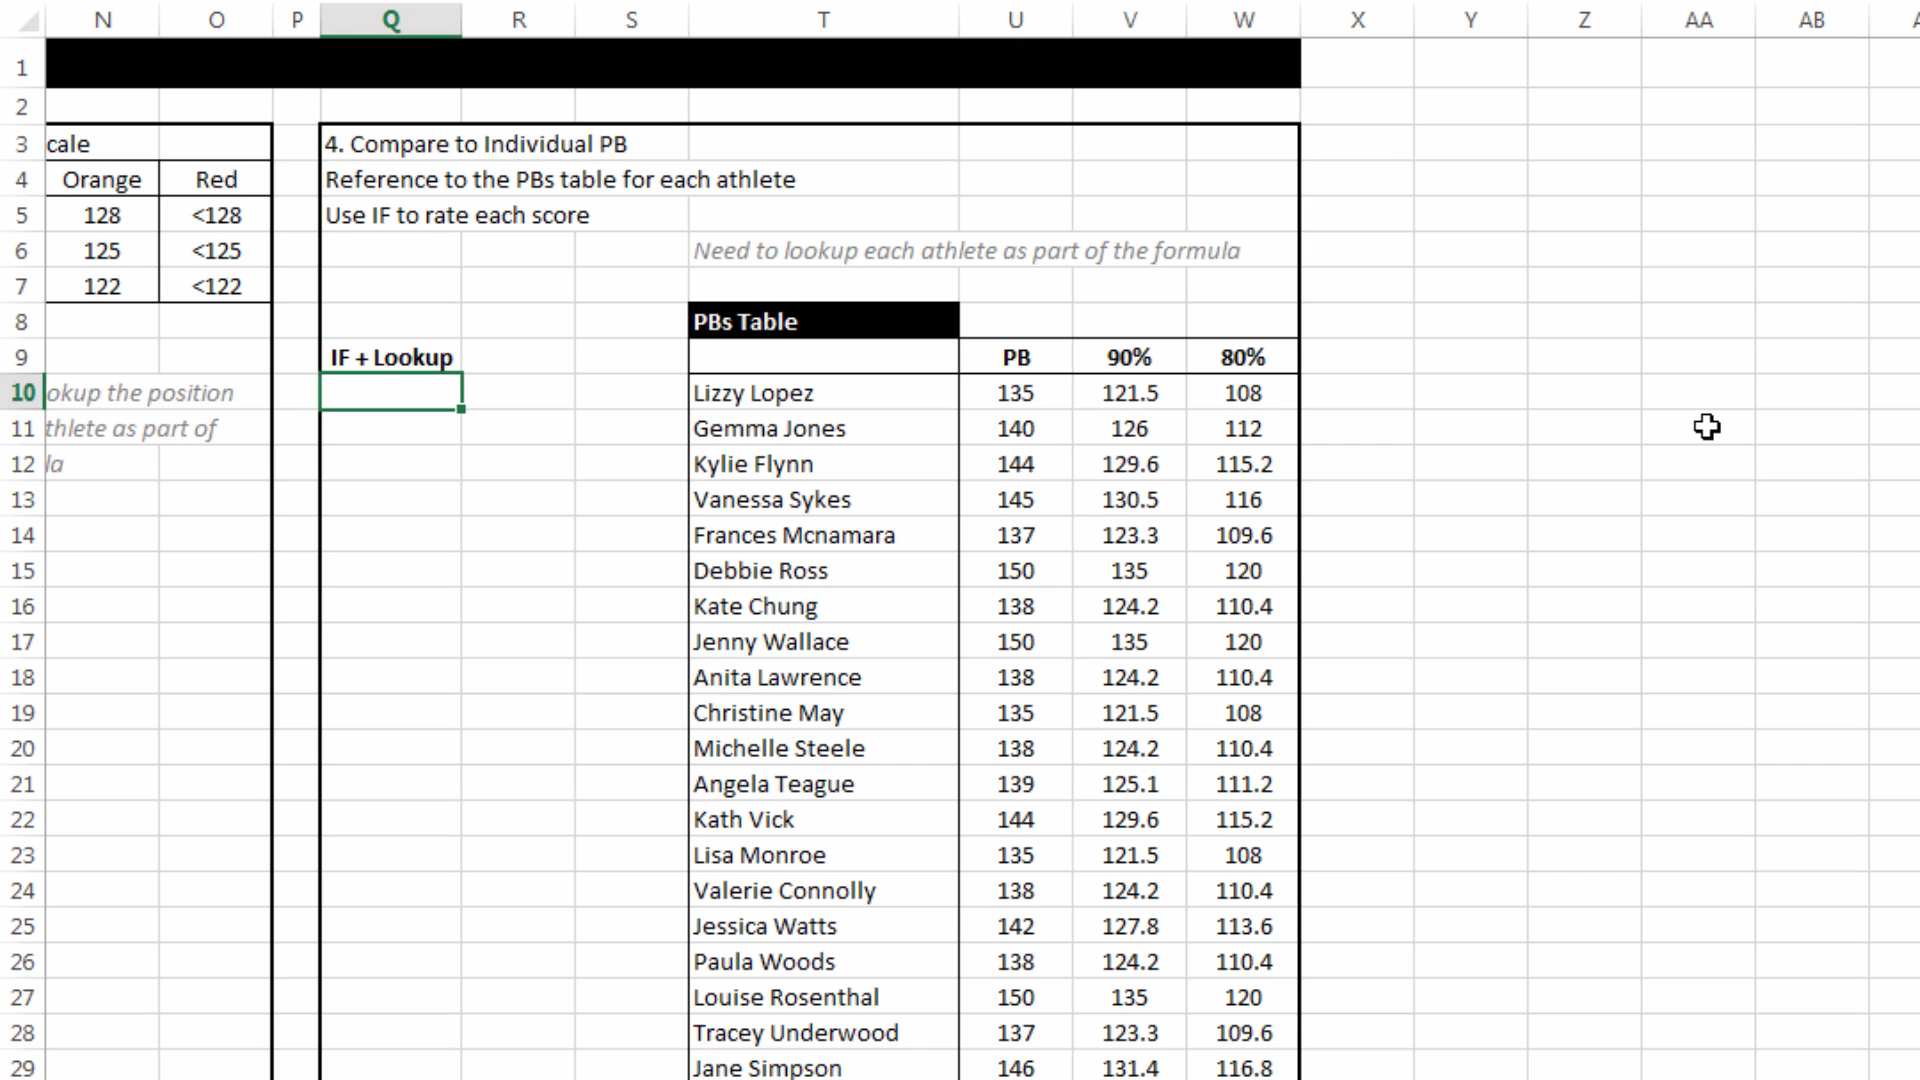 N O P Q R S T U V W X Y Z AA AB
1
2
3 cale 4. Compare to Individual PB
4 Orange Red Reference to the PBs table for each athlete
5 128 <128 Use IF to rate each score
6 125 <125 Need to lookup each athlete as part of the formula
7 122 <122
8 PBs Table
9 IF + Lookup PB 90% 80%
10 okup the position Lizzy Lopez 135 121.5 108
11 thlete as part of Gemma Jones 140 126 112
12 la Kylie Flynn 144 129.6 115.2
13 Vanessa Sykes 145 130.5 116
14 Frances Mcnamara 137 123.3 109.6
15 Debbie Ross 150 135 120
16 Kate Chung 138 124.2 110.4
17 Jenny Wallace 150 135 120
18 Anita Lawrence 138 124.2 110.4
19 Christine May 135 121.5 108
20 Michelle Steele 138 124.2 110.4
21 Angela Teague 139 125.1 111.2
22 Kath Vick 144 129.6 115.2
23 Lisa Monroe 135 121.5 108
24 Valerie Connolly 138 124.2 110.4
25 Jessica Watts 142 127.8 113.6
26 Paula Woods 138 124.2 110.4
27 Louise Rosenthal 150 135 120
28 Tracey Underwood 137 123.3 109.6
29 Jane Simpson 146 131.4 116.8